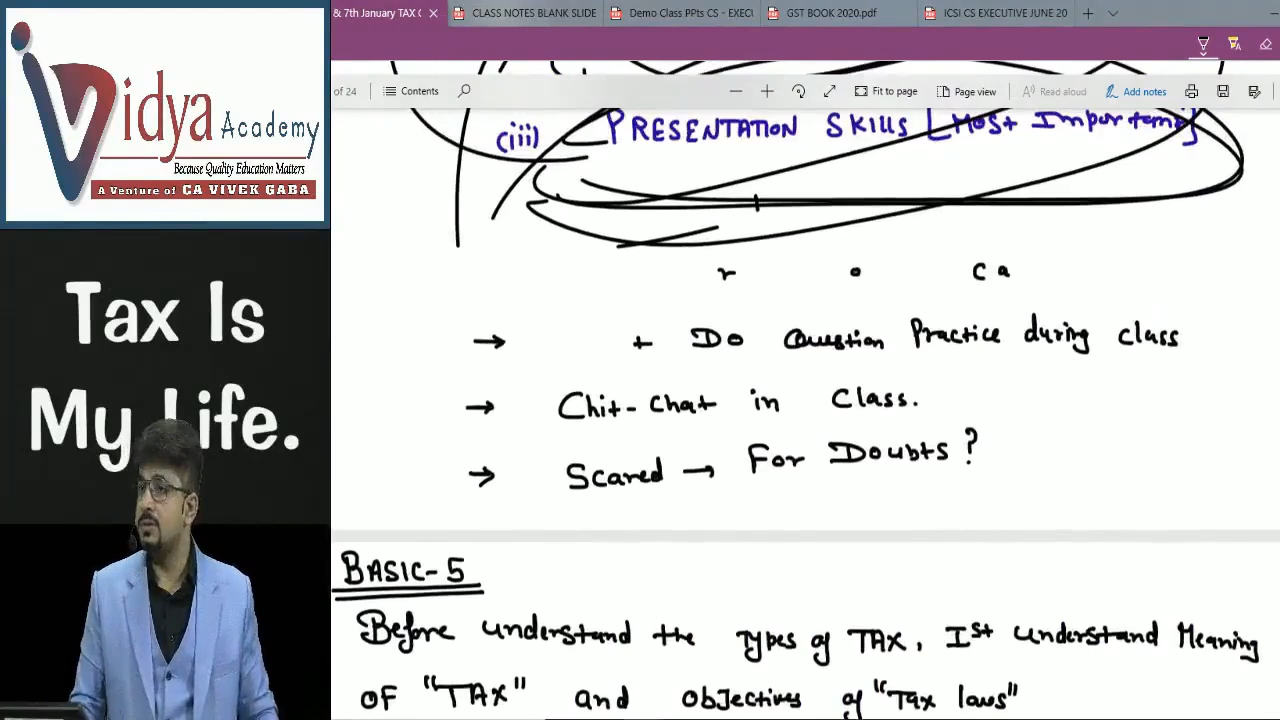 & 7th January TAX C
CLASS NOTES BLANK SLIDE
Demo Class PPts CS - EXECU
GST BOOK 2020.pdf
ICSI CS EXECUTIVE JUNE 20
of 24
Contents
Fit to page
Page view
Read aloud
Add notes
Vidya Academy
Because Quality Education Matters
A Venture of CA VIVEK GABA
Tax Is
My Life.
(iii) PRESENTATION SKILLS [Most Important]
r o Ca
→ + Do Question Practice during class
→ Chit-Chat in Class.
→ Scared → For Doubts?
BASIC-5
Before understand the Types of TAX, Ist understand Meaning
OF "TAX" and objectives of "Tax laws"